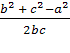 b² + c² − a²
2bc